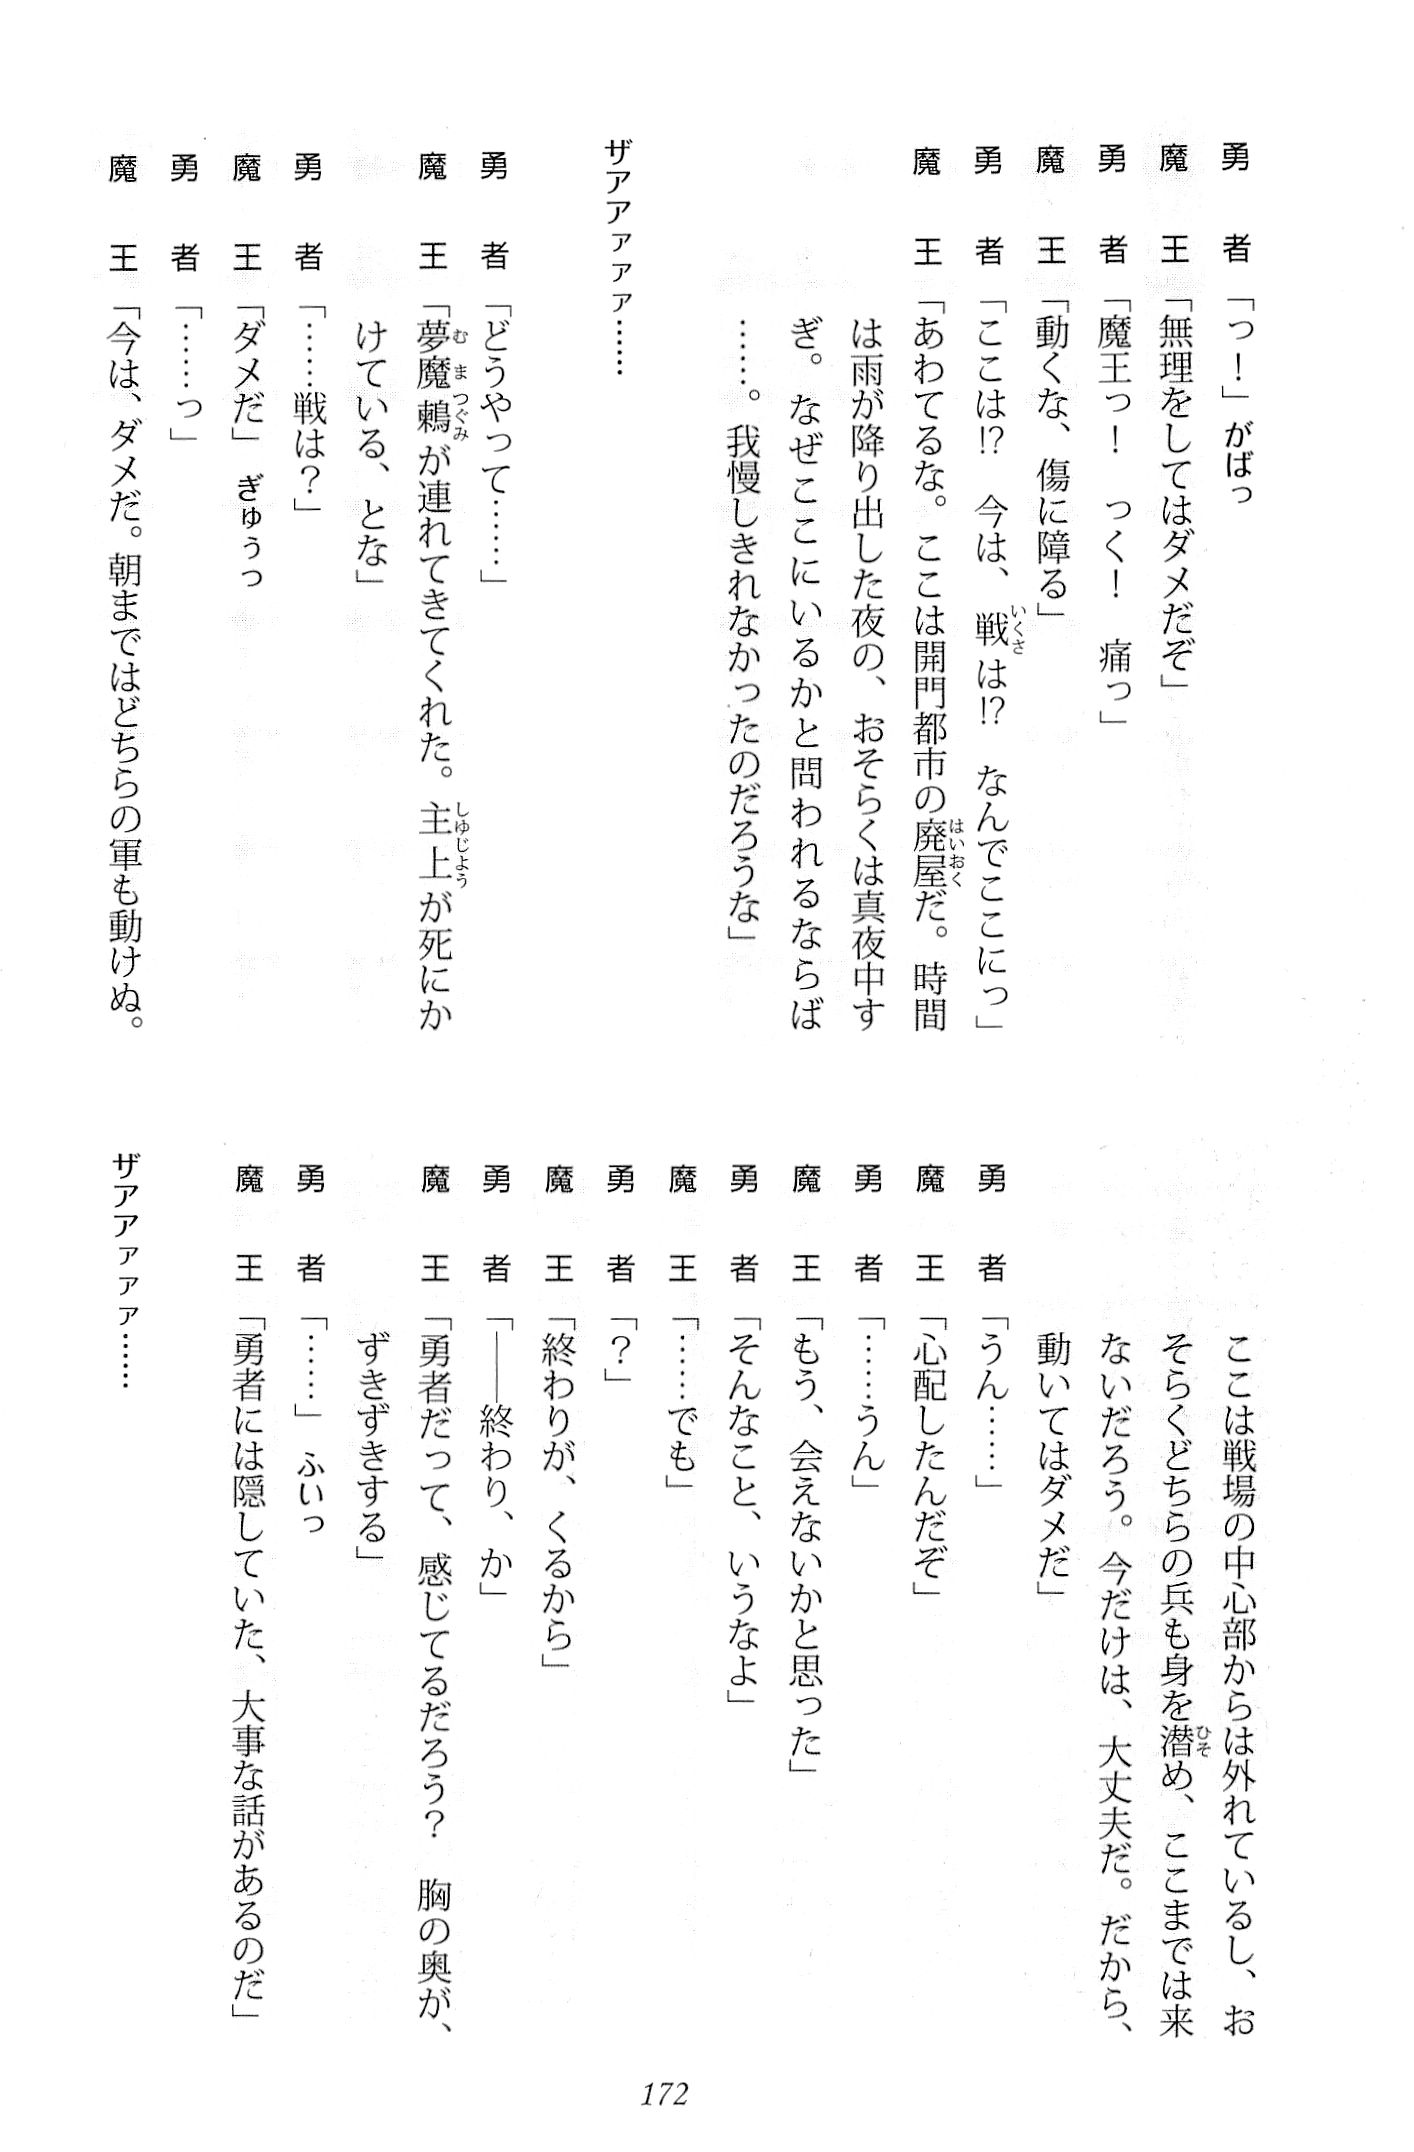 勇者「っ！」がばっ
魔王「無理をしてはダメだぞ」
勇者「魔王っ！　っく！　痛っ」
魔王「動くな、傷に障る」
勇者「ここは⁉　今は、戦は⁉　なんでここにっ」
魔王「あわてるな。ここは開門都市の廃屋だ。時間
は雨が降り出した夜の、おそらくは真夜中す
ぎ。なぜここにいるかと問われるならば
……。我慢しきれなかったのだろうな」
ザアアァァァ……
勇者「どうやって……」
魔王「夢魔鶫が連れてきてくれた。主上が死にか
けている、とな」
勇者「……戦は？」
魔王「ダメだ」ぎゅぅっ
勇者「……っ」
魔王「今は、ダメだ。朝まではどちらの軍も動けぬ。
ここは戦場の中心部からは外れているし、お
そらくどちらの兵も身を潜め、ここまでは来
ないだろう。今だけは、大丈夫だ。だから、
動いてはダメだ」
勇者「うん……」
魔王「心配したんだぞ」
勇者「……うん」
魔王「もう、会えないかと思った」
勇者「そんなこと、いうなよ」
魔王「……でも」
勇者「？」
魔王「終わりが、くるから」
勇者「――終わり、か」
魔王「勇者だって、感じてるだろう？　胸の奥が、
ずきずきする」
勇者「……」ふいっ
魔王「勇者には隠していた、大事な話があるのだ」
ザアアァァァ……
172